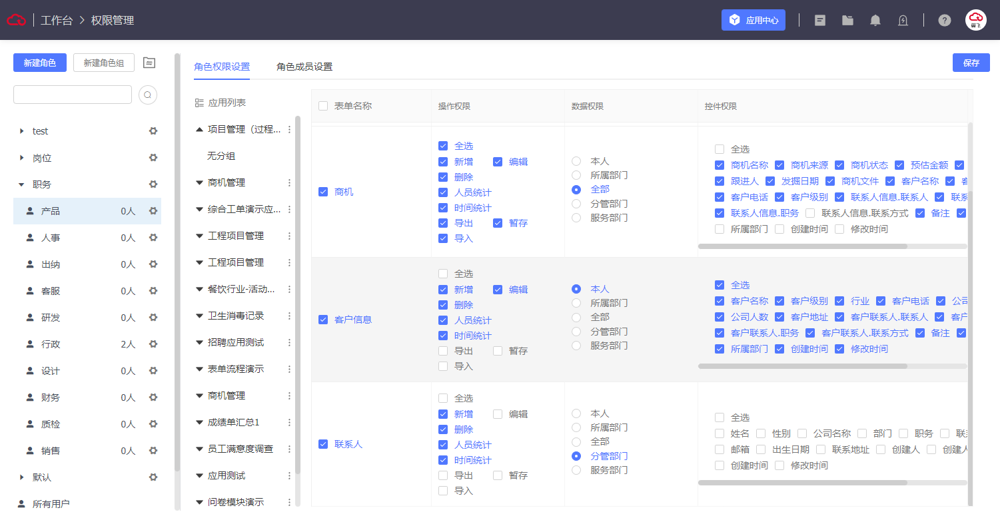 工作台 > 权限管理
应用中心
翼飞
新建角色 新建角色组
角色权限设置 角色成员设置
保存
test
岗位
职务
产品 0人
人事 0人
出纳 0人
客服 0人
研发 0人
行政 2人
设计 0人
财务 0人
质检 0人
销售 0人
默认
所有用户
应用列表
项目管理（过程...
无分组
商机管理
综合工单演示应...
工程项目管理
工程项目管理
餐饮行业-活动...
卫生消毒记录
招聘应用测试
表单流程演示
商机管理
成绩单汇总1
员工满意度调查
应用测试
问卷模块演示
表单名称 操作权限 数据权限 控件权限
商机
全选
新增 编辑
删除
人员统计
时间统计
导出 暂存
导入
本人
所属部门
全部
分管部门
服务部门
全选
商机名称 商机来源 商机状态 预估金额
跟进人 发掘日期 商机文件 客户名称
客户电话 客户级别 联系人信息.联系人 联系
联系人信息.职务 联系人信息.联系方式 备注
所属部门 创建时间 修改时间
客户信息
全选
新增 编辑
删除
人员统计
时间统计
导出 暂存
导入
本人
所属部门
全部
分管部门
服务部门
全选
客户名称 客户级别 行业 客户电话 公司
公司人数 客户地址 客户联系人.联系人 客户
客户联系人.职务 客户联系人.联系方式 备注
所属部门 创建时间 修改时间
联系人
全选
新增 编辑
删除
人员统计
时间统计
导出 暂存
导入
本人
所属部门
全部
分管部门
服务部门
全选
姓名 性别 公司名称 部门 职务 联
邮箱 出生日期 联系地址 创建人 创建人
创建时间 修改时间